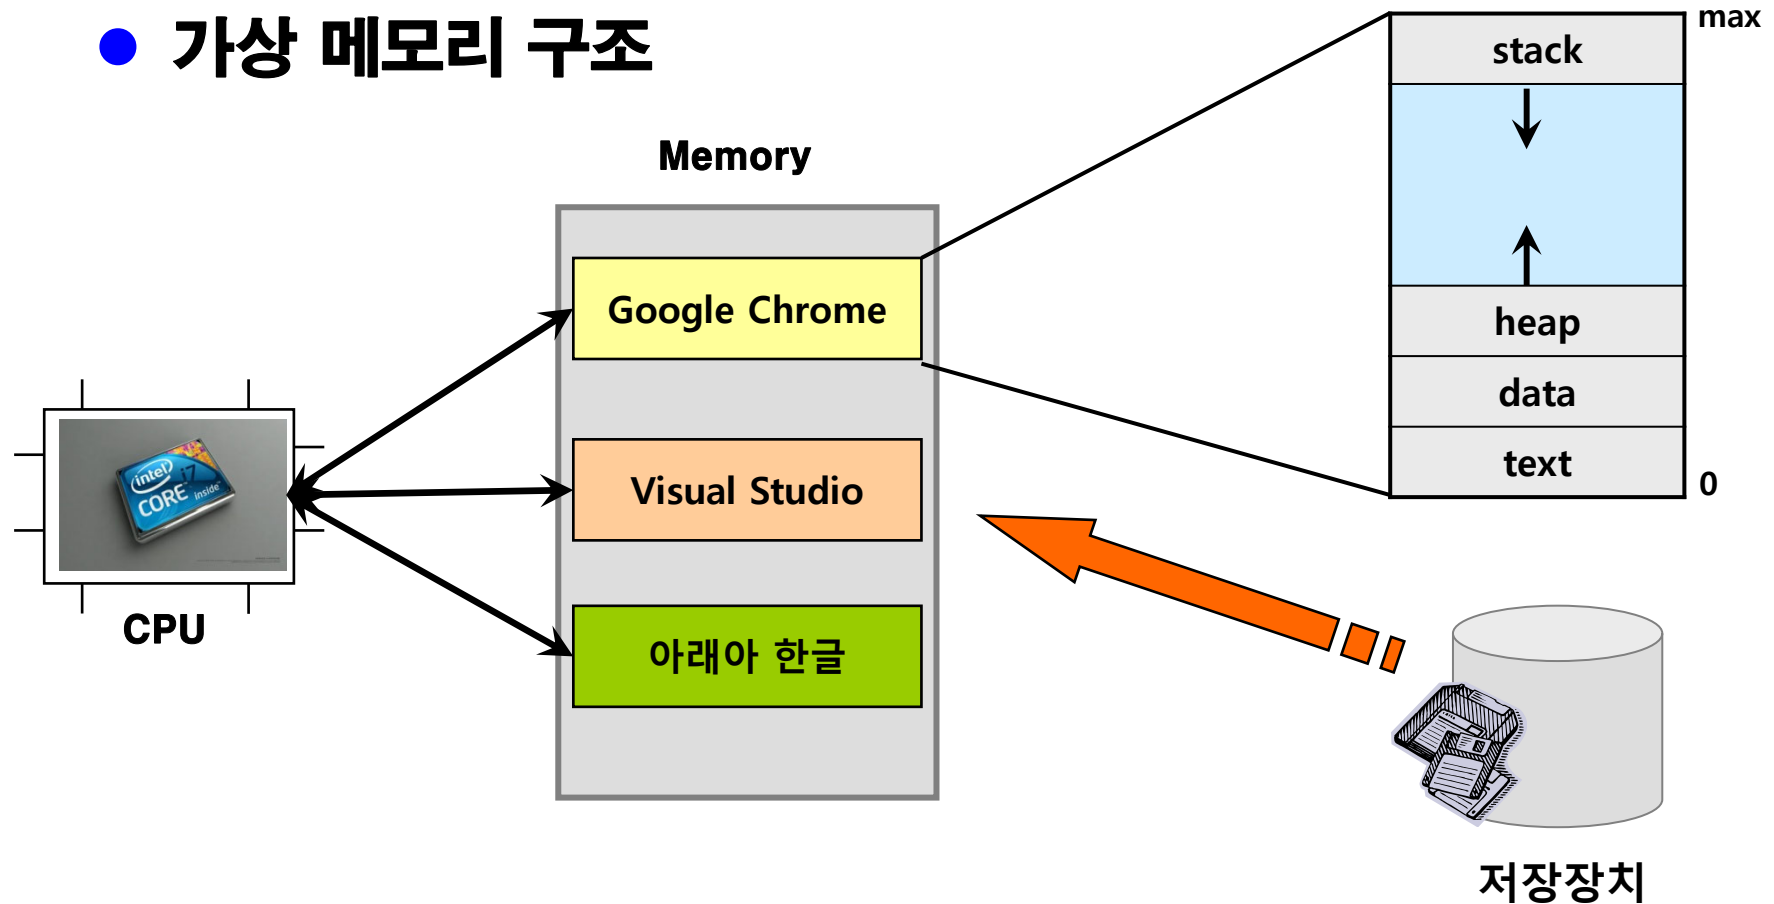 ● 가상 메모리 구조
max
stack
Memory
Google Chrome
heap
data
text
0
Visual Studio
intel
CORE i7
inside
CPU
아래아 한글
저장장치